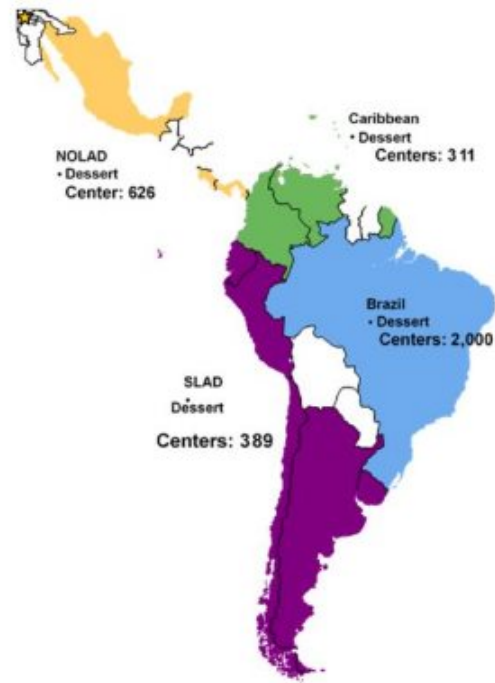 Caribbean
• Dessert
Centers: 311
NOLAD
• Dessert
Center: 626
Brazil
• Dessert
Centers: 2,000
SLAD
•
Dessert
Centers: 389